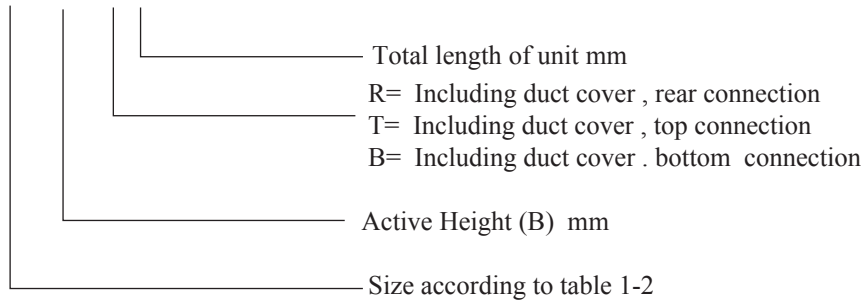 Total length of unit mm
R= Including duct cover , rear connection
T= Including duct cover , top connection
B= Including duct cover . bottom connection
Active Height (B) mm
Size according to table 1-2